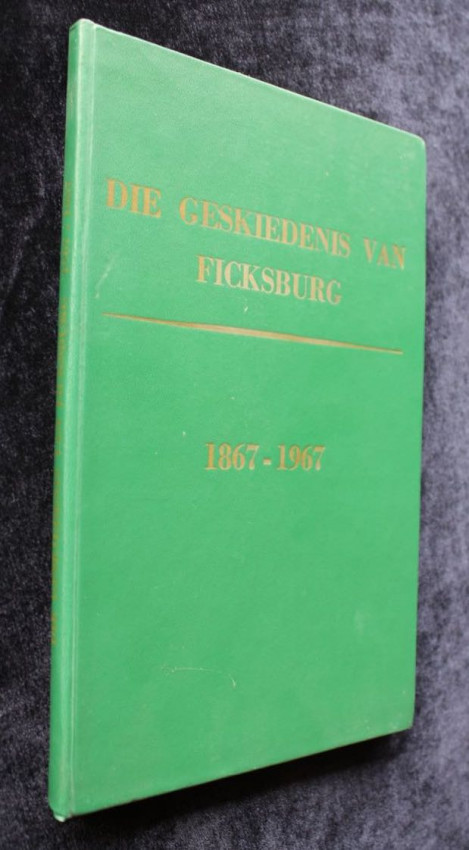 DIE GESKIEDENIS VAN
FICKSBURG
1867-1967